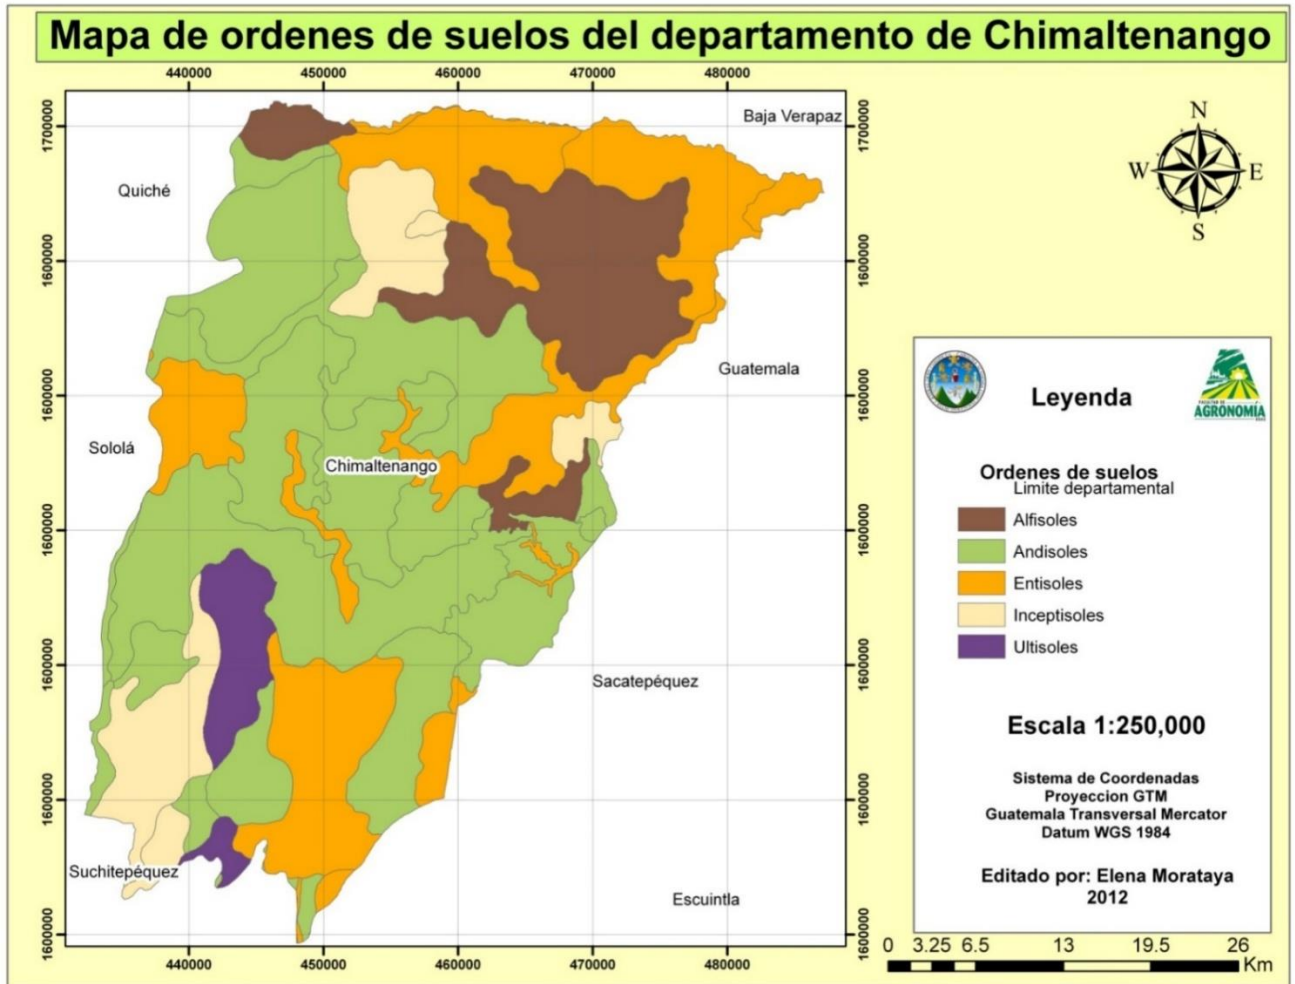 Mapa de ordenes de suelos del departamento de Chimaltenango
440000 450000 460000 470000 480000
1700000
1600000
1600000
1600000
1600000
1600000
1600000
1700000
1600000
1600000
1600000
1600000
1600000
1600000
Baja Verapaz
Quiché
Guatemala
Sololá
Chimaltenango
Sacatepéquez
Suchitepéquez
Escuintla
440000 450000 460000 470000 480000
N
W E
S
Leyenda
FACULTAD DE
AGRONOMÍA
Ordenes de suelos
Limite departamental
Alfisoles
Andisoles
Entisoles
Inceptisoles
Ultisoles
Escala 1:250,000
Sistema de Coordenadas
Proyeccion GTM
Guatemala Transversal Mercator
Datum WGS 1984
Editado por: Elena Morataya
2012
0 3.25 6.5 13 19.5 26
Km